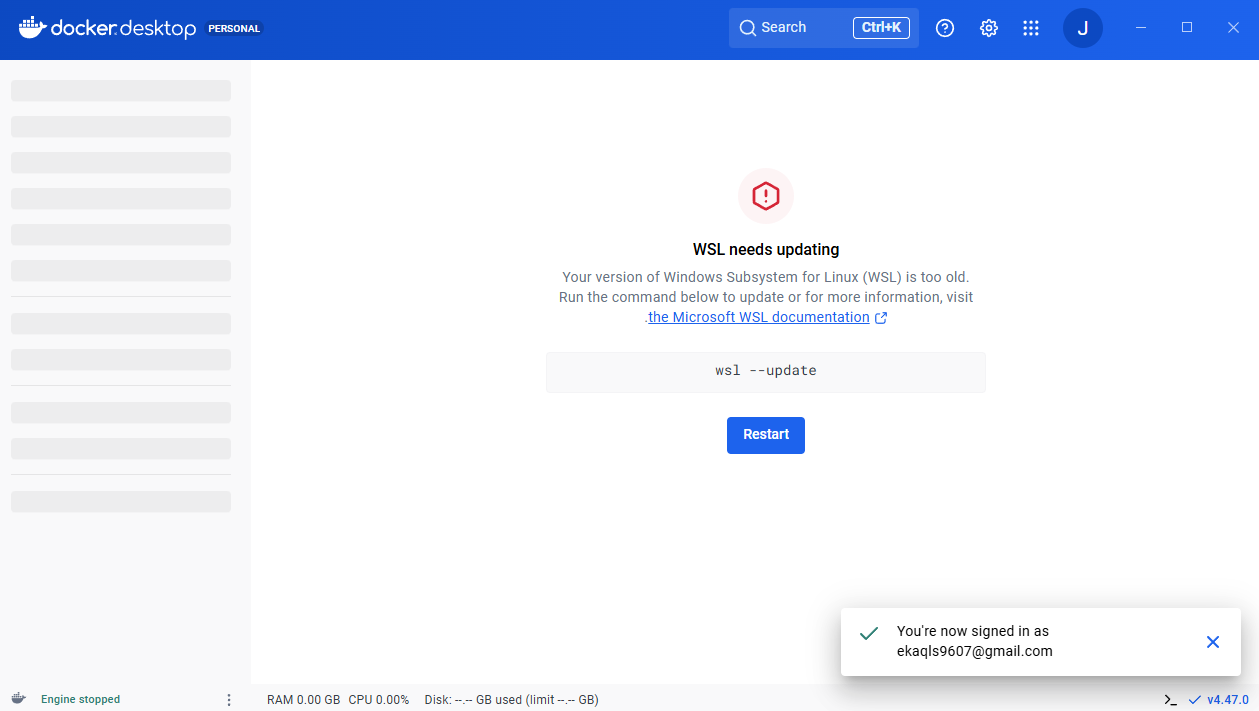 docker.desktop PERSONAL
Search Ctrl+K
J
WSL needs updating
Your version of Windows Subsystem for Linux (WSL) is too old.
Run the command below to update or for more information, visit
.the Microsoft WSL documentation
wsl --update
Restart
You're now signed in as
ekaqls9607@gmail.com
Engine stopped
RAM 0.00 GB CPU 0.00% Disk: --.-- GB used (limit --.-- GB)
v4.47.0